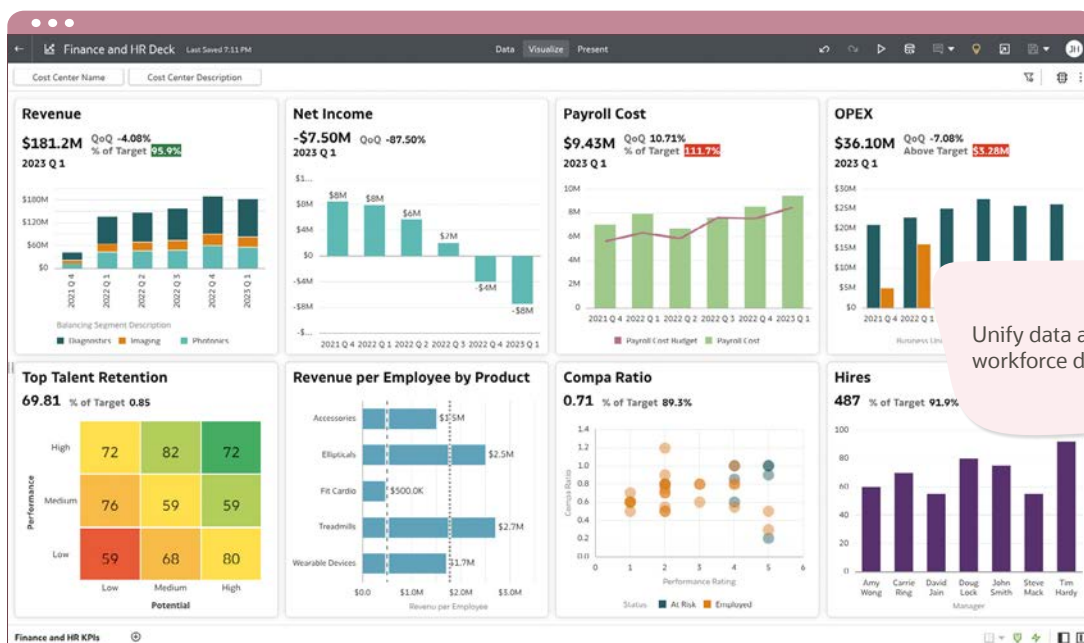 Finance and HR Deck Last Saved 7:11 PM Data Visualize Present JH
Cost Center Name Cost Center Description
Revenue
$181.2M QoQ -4.08%
% of Target 95.9%
2023 Q 1
$180M
$120M
$60M
$0
2021 Q 4 2022 Q 1 2022 Q 2 2022 Q 3 2022 Q 4 2023 Q 1
Balancing Segment Description
Diagnostics Imaging Photonics
Net Income
-$7.50M QoQ -87.50%
2023 Q 1
$1...
$8M
$4M
$0
-$4M
-$8M
-$...
$8M $8M $6M $2M -$4M -$8M
2021 Q 4 2022 Q 1 2022 Q 2 2022 Q 3 2022 Q 4 2023 Q 1
Payroll Cost
$9.43M QoQ 10.71%
% of Target 111.7%
2023 Q 1
10M
8M
6M
4M
2M
0
2021 Q 4 2022 Q 1 2022 Q 2 2022 Q 3 2022 Q 4 2023 Q 1
Payroll Cost Budget Payroll Cost
OPEX
$36.10M QoQ -7.08%
Above Target $3.28M
2023 Q 1
$30M
$25M
$20M
$15M
$10M
$5M
$0
2021 Q 4 2022 Q 1
Business
Unify data a
workforce d
Top Talent Retention
69.81 % of Target 0.85
Performance
High 72 82 72
Medium 76 59 59
Low 59 68 80
Low Medium High
Potential
Revenue per Employee by Product
Accessories $1.5M
Ellipticals $2.5M
Fit Cardio $500.0K
Treadmills $2.7M
Wearable Devices $1.7M
$0.0 $1.0M $2.0M $3.0M
Revenu per Employee
Compa Ratio
0.71 % of Target 89.3%
Compa Ratio
1.4
1.2
1.0
0.8
0.6
0.4
0.2
0.0
0 1 2 3 4 5 6
Performance Rating
Status At Risk Employed
Hires
487 % of Target 91.9%
100
80
60
40
20
0
Amy Wong Carrie Ring David Jain Doug Lock John Smith Steve Mack Tim Hardy
Manager
Finance and HR KPIs